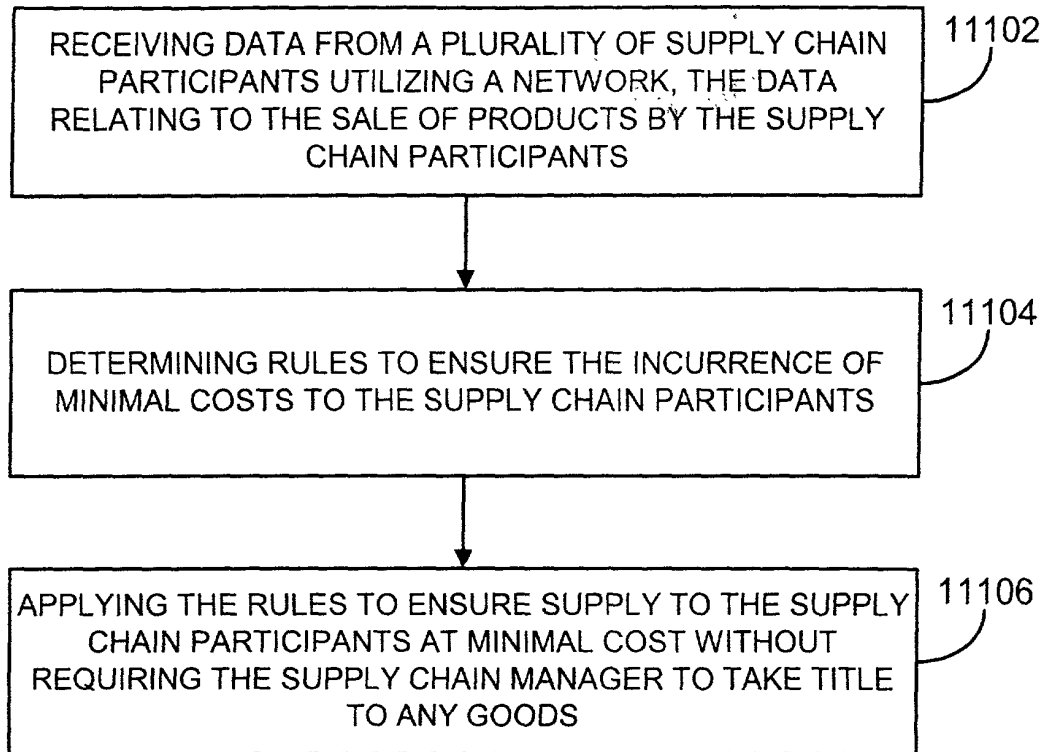 RECEIVING DATA FROM A PLURALITY OF SUPPLY CHAIN
PARTICIPANTS UTILIZING A NETWORK, THE DATA
RELATING TO THE SALE OF PRODUCTS BY THE SUPPLY
CHAIN PARTICIPANTS
11102
DETERMINING RULES TO ENSURE THE INCURRENCE OF
MINIMAL COSTS TO THE SUPPLY CHAIN PARTICIPANTS
11104
APPLYING THE RULES TO ENSURE SUPPLY TO THE SUPPLY
CHAIN PARTICIPANTS AT MINIMAL COST WITHOUT
REQUIRING THE SUPPLY CHAIN MANAGER TO TAKE TITLE
TO ANY GOODS
11106